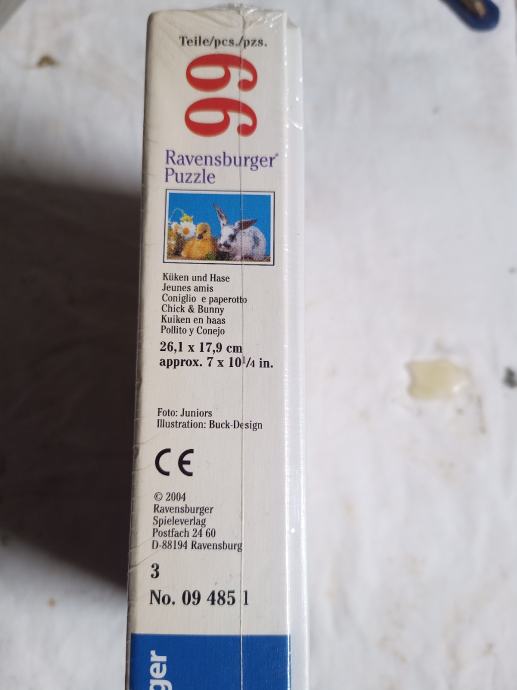 Teile/pcs./pzs.
99
Ravensburger®
Puzzle
Küken und Hase
Jeunes amis
Coniglio e paperotto
Chick & Bunny
Kuiken en haas
Pollito y Conejo
26,1 x 17,9 cm
approx. 7 x 10¹/4 in.
Foto: Juniors
Illustration: Buck-Design
CE
© 2004
Ravensburger
Spieleverlag
Postfach 24 60
D-88194 Ravensburg
3
No. 09 485 1
ger